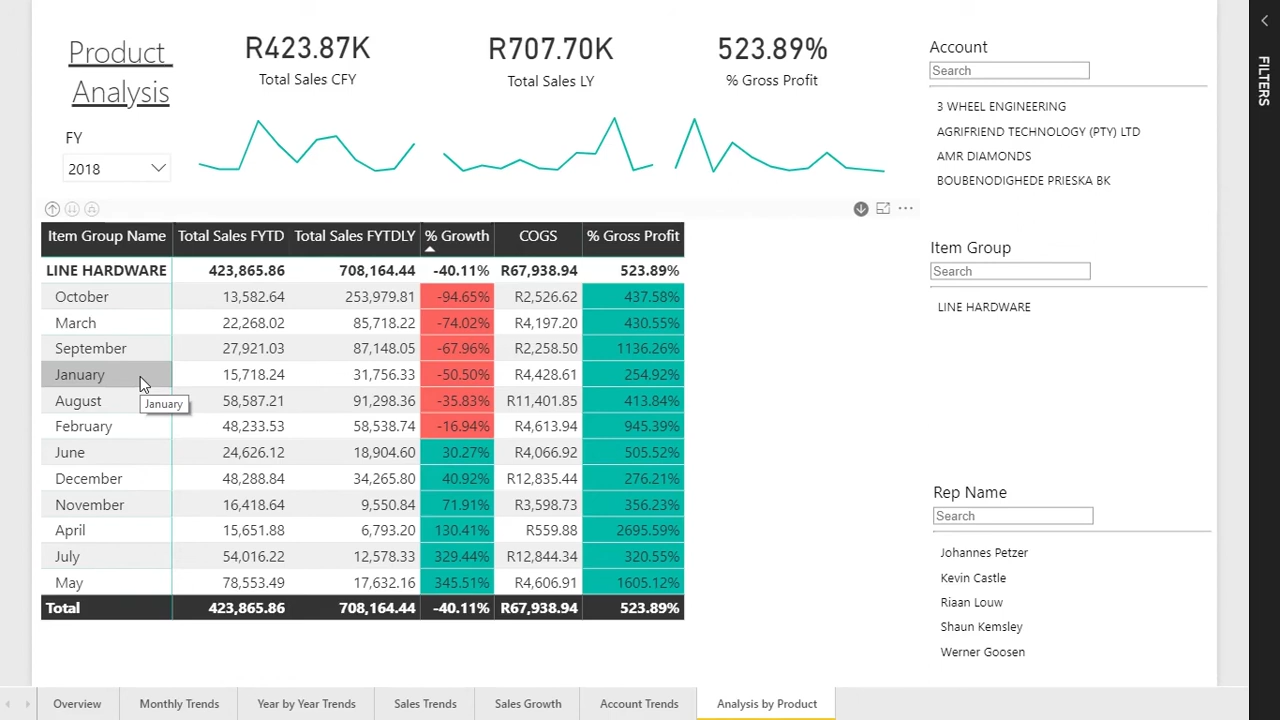 Product
Analysis
R423.87K
Total Sales CFY
R707.70K
Total Sales LY
523.89%
% Gross Profit
FY
2018
Account
Search
3 WHEEL ENGINEERING
AGRIFRIEND TECHNOLOGY (PTY) LTD
AMR DIAMONDS
BOUBENODIGHEDE PRIESKA BK
FILTERS
Item Group Name Total Sales FYTD Total Sales FYTDLY % Growth COGS % Gross Profit
LINE HARDWARE 423,865.86 708,164.44 -40.11% R67,938.94 523.89%
October 13,582.64 253,979.81 -94.65% R2,526.62 437.58%
March 22,268.02 85,718.22 -74.02% R4,197.20 430.55%
September 27,921.03 87,148.05 -67.96% R2,258.50 1136.26%
January 15,718.24 31,756.33 -50.50% R4,428.61 254.92%
January
August 58,587.21 91,298.36 -35.83% R11,401.85 413.84%
February 48,233.53 58,538.74 -16.94% R4,613.94 945.39%
June 24,626.12 18,904.60 30.27% R4,066.92 505.52%
December 48,288.84 34,265.80 40.92% R12,835.44 276.21%
November 16,418.64 9,550.84 71.91% R3,598.73 356.23%
April 15,651.88 6,793.20 130.41% R559.88 2695.59%
July 54,016.22 12,578.33 329.44% R12,844.34 320.55%
May 78,553.49 17,632.16 345.51% R4,606.91 1605.12%
Total 423,865.86 708,164.44 -40.11% R67,938.94 523.89%
Item Group
Search
LINE HARDWARE
Rep Name
Search
Johannes Petzer
Kevin Castle
Riaan Louw
Shaun Kemsley
Werner Goosen
Overview Monthly Trends Year by Year Trends Sales Trends Sales Growth Account Trends Analysis by Product